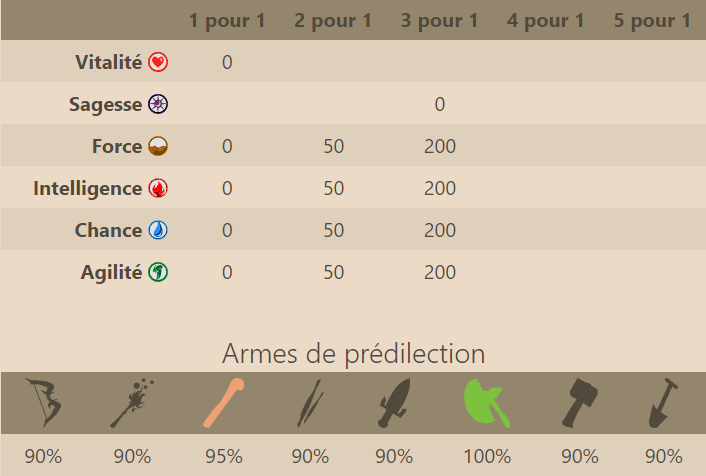 1 pour 1 2 pour 1 3 pour 1 4 pour 1 5 pour 1
Vitalité 0
Sagesse 0
Force 0 50 200
Intelligence 0 50 200
Chance 0 50 200
Agilité 0 50 200
Armes de prédilection
90% 90% 95% 90% 90% 100% 90% 90%